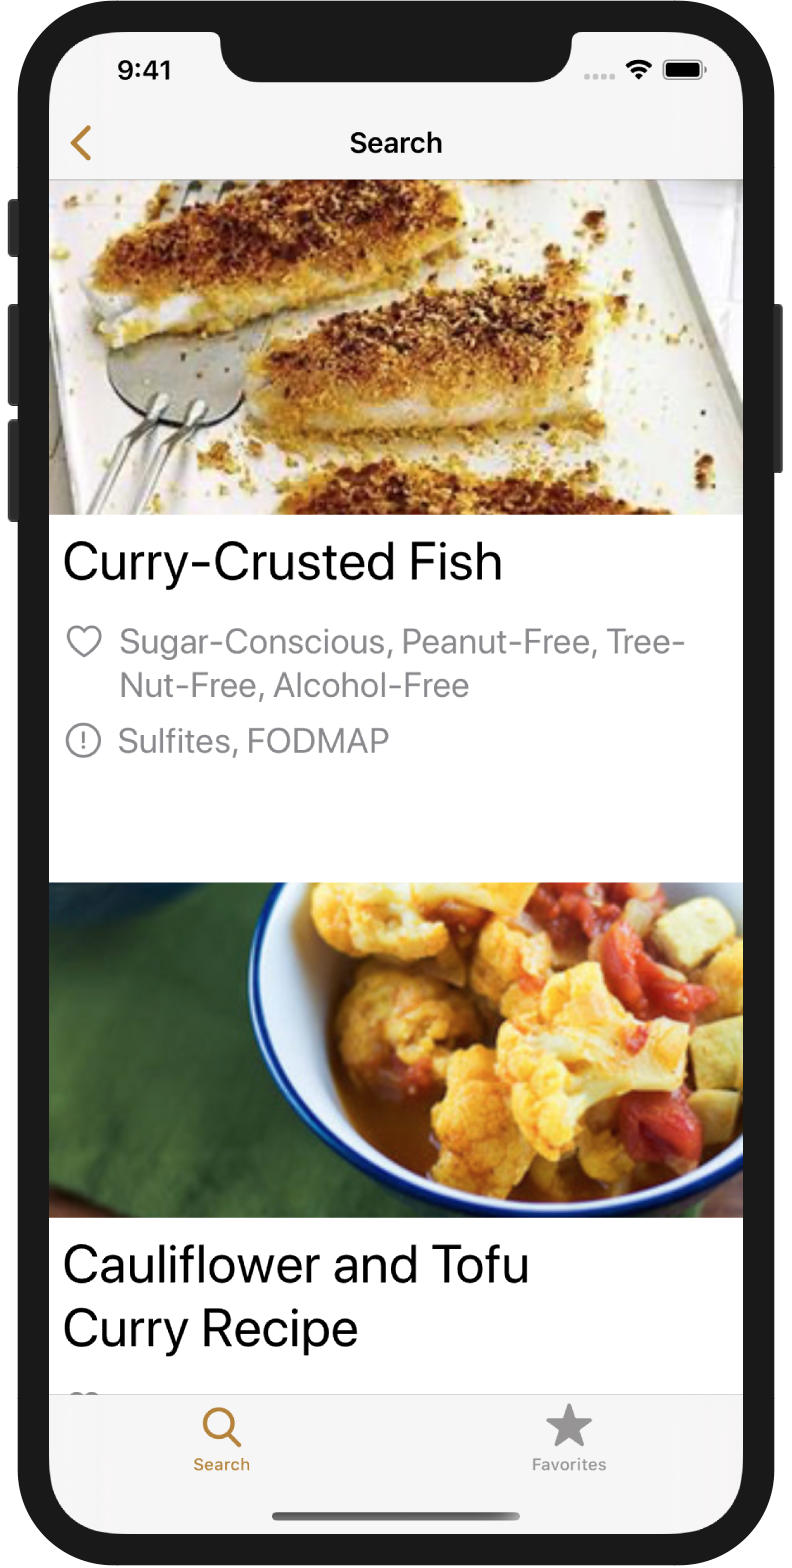 9:41
Search
Curry-Crusted Fish
Sugar-Conscious, Peanut-Free, Tree-
Nut-Free, Alcohol-Free
Sulfites, FODMAP
Cauliflower and Tofu
Curry Recipe
Search
Favorites